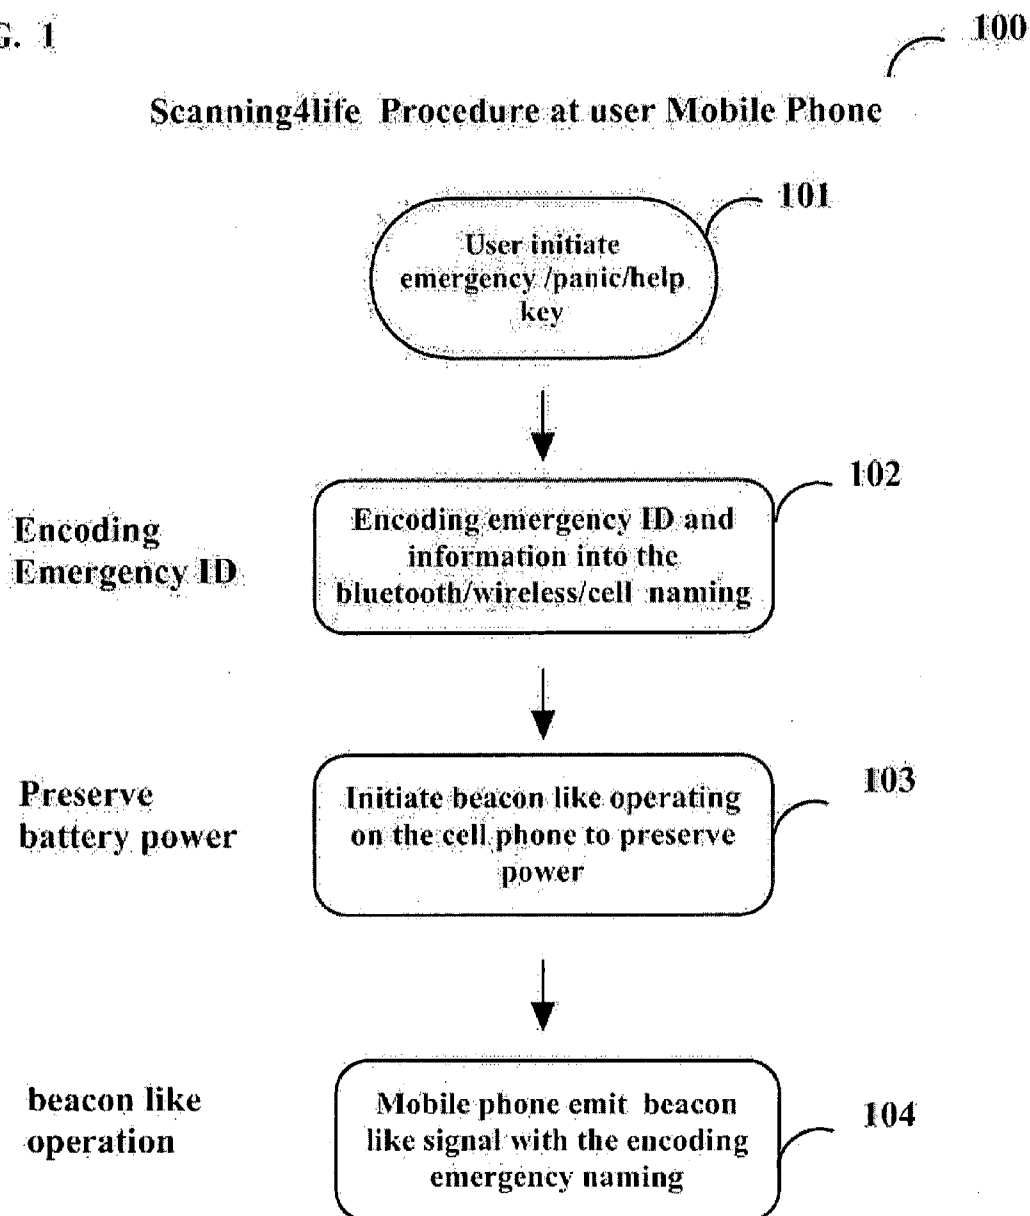 G. 1
100
Scanning4life Procedure at user Mobile Phone
101
User initiate
emergency /panic/help
key
102
Encoding
Emergency ID
Encoding emergency ID and
information into the
bluetooth/wireless/cell naming
103
Preserve
battery power
Initiate beacon like operating
on the cell phone to preserve
power
beacon like
operation
Mobile phone emit beacon
like signal with the encoding
emergency naming
104